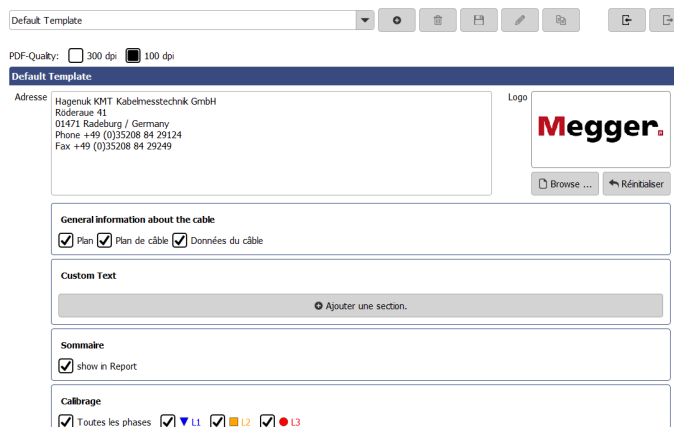 Default Template
PDF-Quality: 300 dpi 100 dpi
Default Template
Adresse
Hagenuk KMT Kabelmesstechnik GmbH
Röderaue 41
01471 Radeburg / Germany
Phone +49 (0)35208 84 29124
Fax +49 (0)35208 84 29249
Logo
Megger.
Browse ... Réinitialiser
General information about the cable
Plan Plan de câble Données du câble
Custom Text
Ajouter une section.
Sommaire
show in Report
Calibrage
Toutes les phases L1 L2 L3